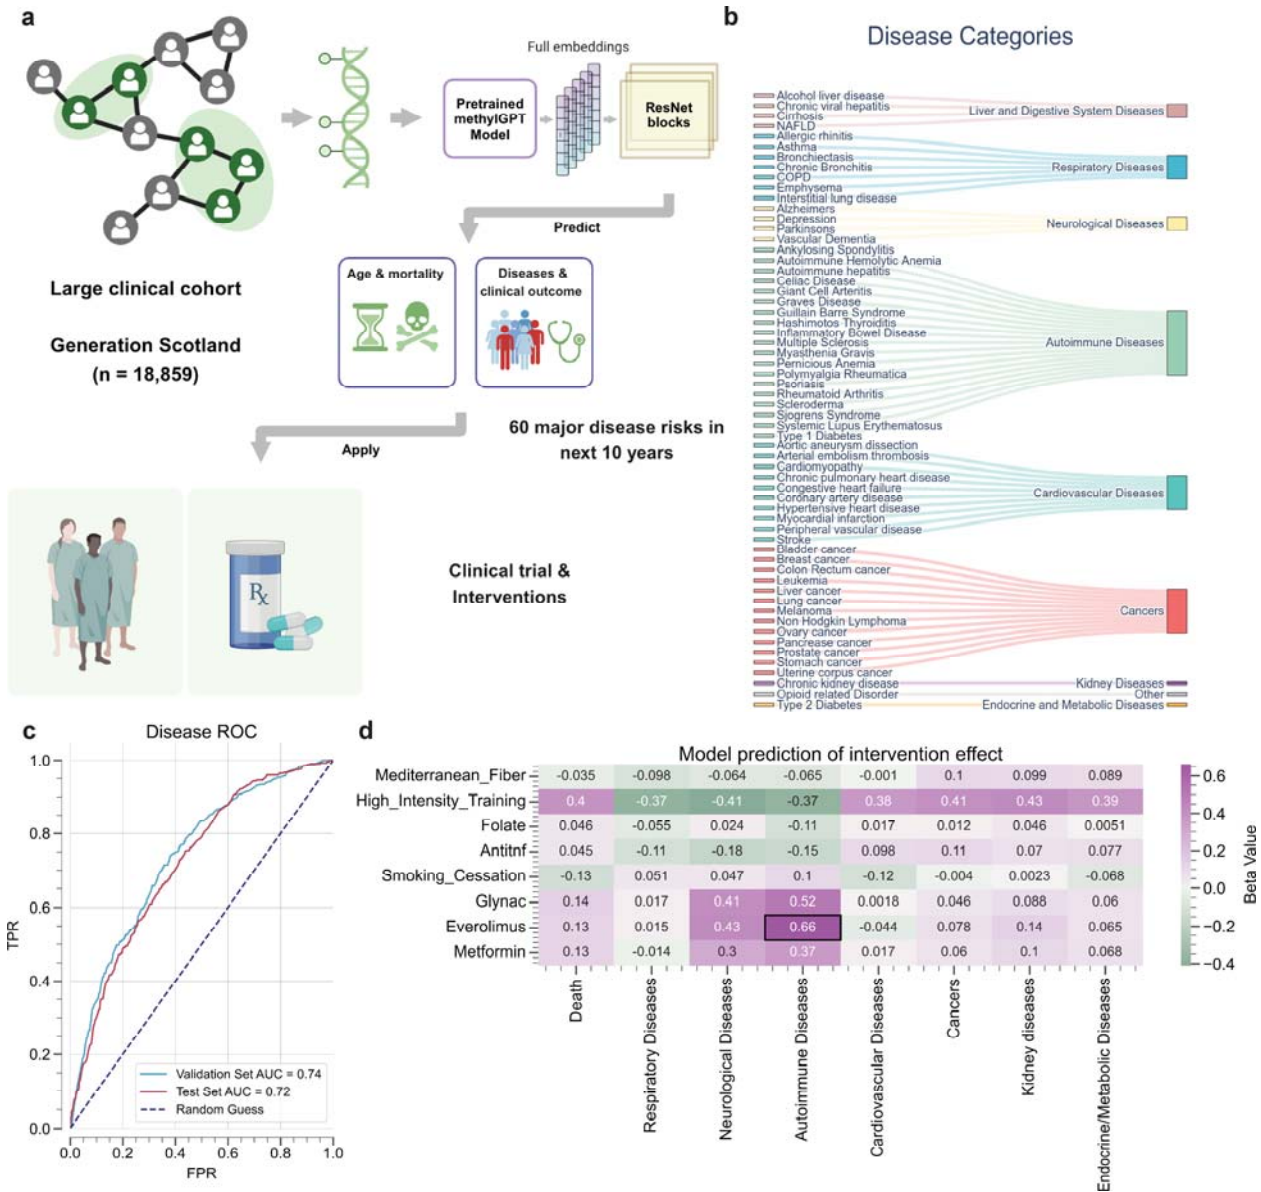 a
Full embeddings
Pretrained
methylGPT
Model
ResNet
blocks
Predict
Age & mortality
Diseases &
clinical outcome
Large clinical cohort
Generation Scotland
(n = 18,859)
60 major disease risks in
next 10 years
Apply
Rx
Clinical trial &
Interventions
b
Disease Categories
Alcohol liver disease
Chronic viral hepatitis
Cirrhosis
NAFLD
Allergic rhinitis
Asthma
Bronchiectasis
Chronic Bronchitis
COPD
Emphysema
Interstitial lung disease
Alzheimers
Depression
Parkinsons
Vascular Dementia
Ankylosing Spondylitis
Autoimmune Hemolytic Anemia
Autoimmune hepatitis
Celiac Disease
Giant Cell Arteritis
Graves Disease
Guillain Barre Syndrome
Hashimotos Thyroiditis
Inflammatory Bowel Disease
Multiple Sclerosis
Myasthenia Gravis
Pernicious Anemia
Polymyalgia Rheumatica
Psoriasis
Rheumatoid Arthritis
Scleroderma
Sjogrens Syndrome
Systemic Lupus Erythematosus
Type 1 Diabetes
Aortic aneurysm dissection
Arterial embolism thrombosis
Cardiomyopathy
Chronic pulmonary heart disease
Congestive heart failure
Coronary artery disease
Hypertensive heart disease
Myocardial infarction
Peripheral vascular disease
Stroke
Bladder cancer
Breast cancer
Colon Rectum cancer
Leukemia
Liver cancer
Lung cancer
Melanoma
Non Hodgkin Lymphoma
Ovary cancer
Pancrease cancer
Prostate cancer
Stomach cancer
Uterine corpus cancer
Chronic kidney disease
Opioid related Disorder
Type 2 Diabetes
Liver and Digestive System Diseases
Respiratory Diseases
Neurological Diseases
Autoimmune Diseases
Cardiovascular Diseases
Cancers
Kidney Diseases
Other
Endocrine and Metabolic Diseases
c
Disease ROC
TPR
1.0
0.8
0.6
0.4
0.2
0.0
Validation Set AUC = 0.74
Test Set AUC = 0.72
Random Guess
0.0 0.2 0.4 0.6 0.8 1.0
FPR
d
Model prediction of intervention effect
Mediterranean_Fiber -0.035 -0.098 -0.064 -0.065 -0.001 0.1 0.099 0.089
High_Intensity_Training 0.4 -0.37 -0.41 -0.37 0.38 0.41 0.43 0.39
Folate 0.046 -0.055 0.024 -0.11 0.017 0.012 0.046 0.0051
Antitnf 0.045 -0.11 -0.18 -0.15 0.098 0.11 0.07 0.077
Smoking_Cessation -0.13 0.051 0.047 0.1 -0.12 -0.004 0.0023 -0.068
Glynac 0.14 0.017 0.41 0.52 0.0018 0.046 0.088 0.06
Everolimus 0.13 0.015 0.43 0.66 -0.044 0.078 0.14 0.065
Metformin 0.13 -0.014 0.3 0.37 0.017 0.06 0.1 0.068
Death
Respiratory Diseases
Neurological Diseases
Autoimmune Diseases
Cardiovascular Diseases
Cancers
Kidney diseases
Endocrine/Metabolic Diseases
0.6
0.4
0.2
0.0
−0.2
−0.4
Beta Value